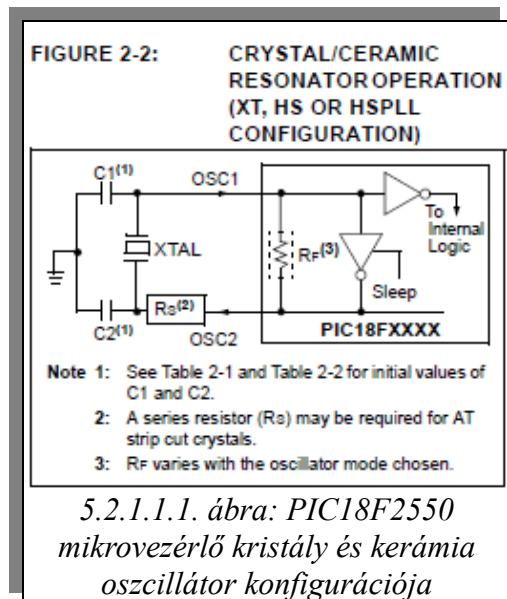 FIGURE 2-2: CRYSTAL/CERAMIC
RESONATOR OPERATION
(XT, HS OR HSPLL
CONFIGURATION)
C1(1)
OSC1
To
Internal
Logic
XTAL
RF(3)
Sleep
RS(2)
C2(1)
OSC2
PIC18FXXXX
Note 1: See Table 2-1 and Table 2-2 for initial values of
C1 and C2.
2: A series resistor (RS) may be required for AT
strip cut crystals.
3: RF varies with the oscillator mode chosen.
5.2.1.1.1. ábra: PIC18F2550
mikrovezérlő kristály és kerámia
oszcillátor konfigurációja